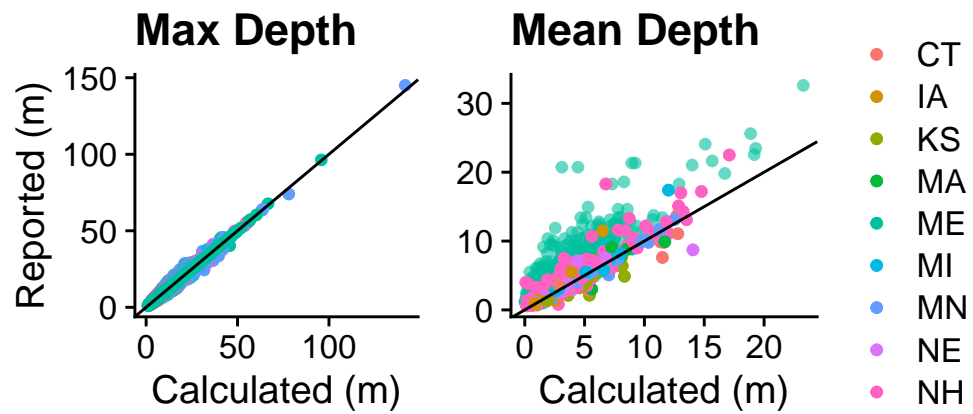 Max Depth
Mean Depth
Reported (m)
150
100
50
0
0 50 100
Calculated (m)
30
20
10
0
0 5 10 15 20
Calculated (m)
CT
IA
KS
MA
ME
MI
MN
NE
NH